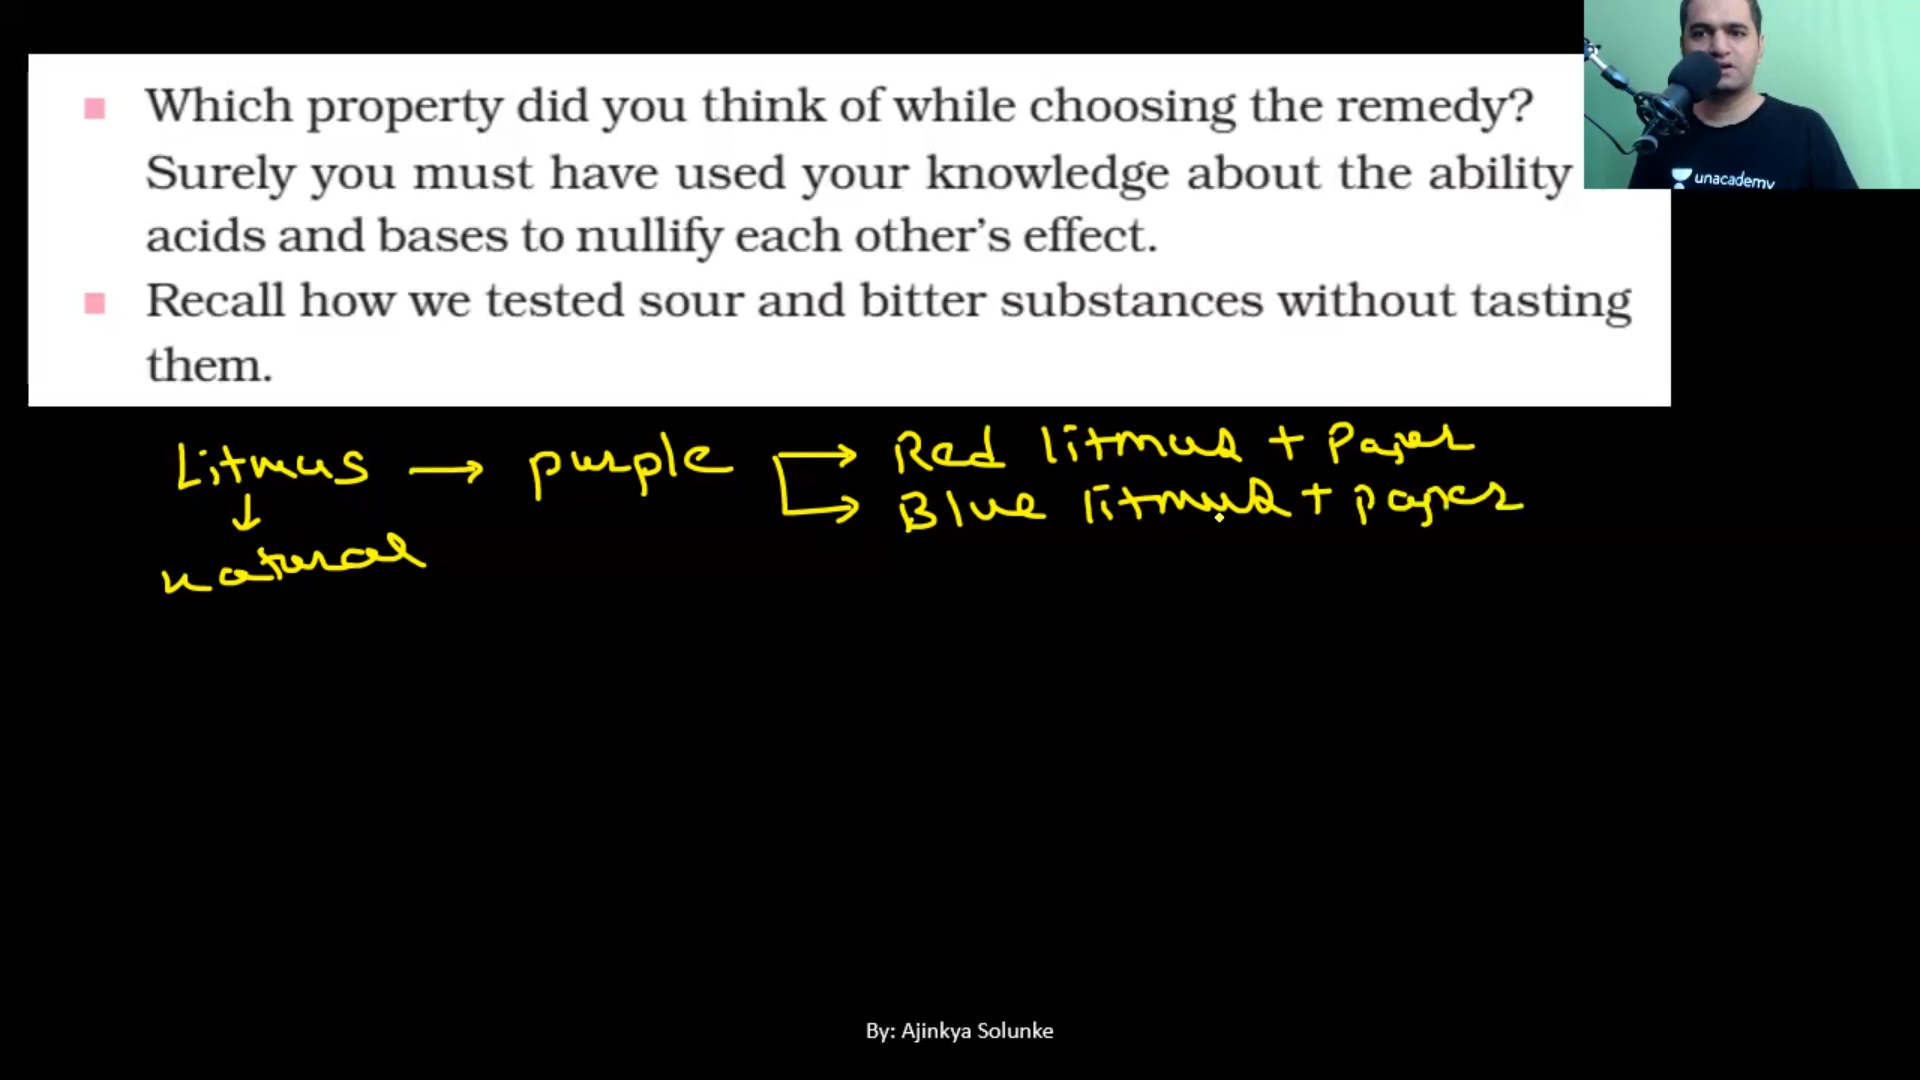 Which property did you think of while choosing the remedy?
Surely you must have used your knowledge about the ability
acids and bases to nullify each other's effect.
Recall how we tested sour and bitter substances without tasting
them.
unacademy
Litmus → purple → Red litmus + Paper
→ Blue litmus + paper
↓
natural
By: Ajinkya Solunke